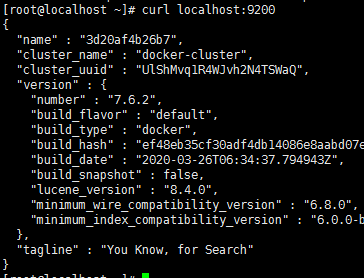 [root@localhost ~]# curl localhost:9200
{
  "name" : "3d20af4b26b7",
  "cluster_name" : "docker-cluster",
  "cluster_uuid" : "UlShMvq1R4WJvh2N4TSWaQ",
  "version" : {
    "number" : "7.6.2",
    "build_flavor" : "default",
    "build_type" : "docker",
    "build_hash" : "ef48eb35cf30adf4db14086e8aabd07e
    "build_date" : "2020-03-26T06:34:37.794943Z",
    "build_snapshot" : false,
    "lucene_version" : "8.4.0",
    "minimum_wire_compatibility_version" : "6.8.0",
    "minimum_index_compatibility_version" : "6.0.0-b
  },
  "tagline" : "You Know, for Search"
}
[root@localhost ~]#